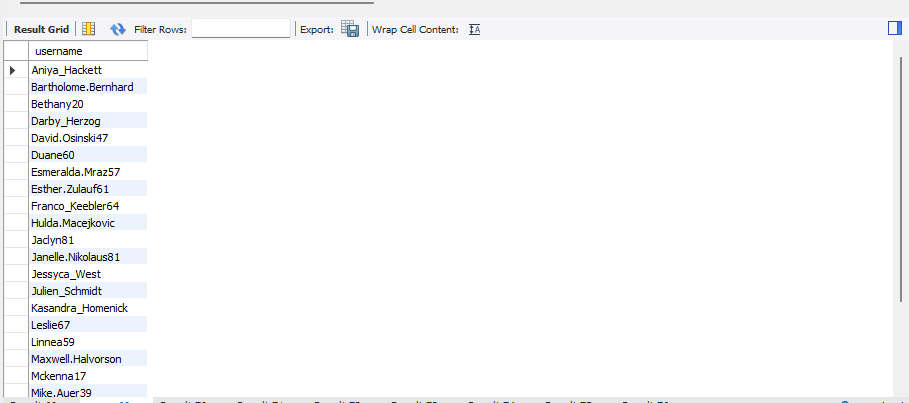 Result Grid Filter Rows: Export: Wrap Cell Content:
username
Aniya_Hackett
Bartholome.Bernhard
Bethany20
Darby_Herzog
David.Osinski47
Duane60
Esmeralda.Mraz57
Esther.Zulauf61
Franco_Keebler64
Hulda.Macejkovic
Jaclyn81
Janelle.Nikolaus81
Jessyca_West
Julien_Schmidt
Kasandra_Homenick
Leslie67
Linnea59
Maxwell.Halvorson
Mckenna17
Mike.Auer39